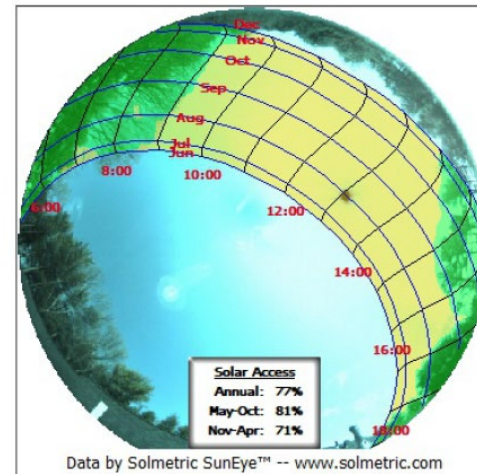 Dec
Nov
Oct
Sep
Aug
Jul
Jun
6:00
8:00
10:00
12:00
14:00
16:00
18:00
Solar Access
Annual: 77%
May-Oct: 81%
Nov-Apr: 71%
Data by Solmetric SunEye™ -- www.solmetric.com